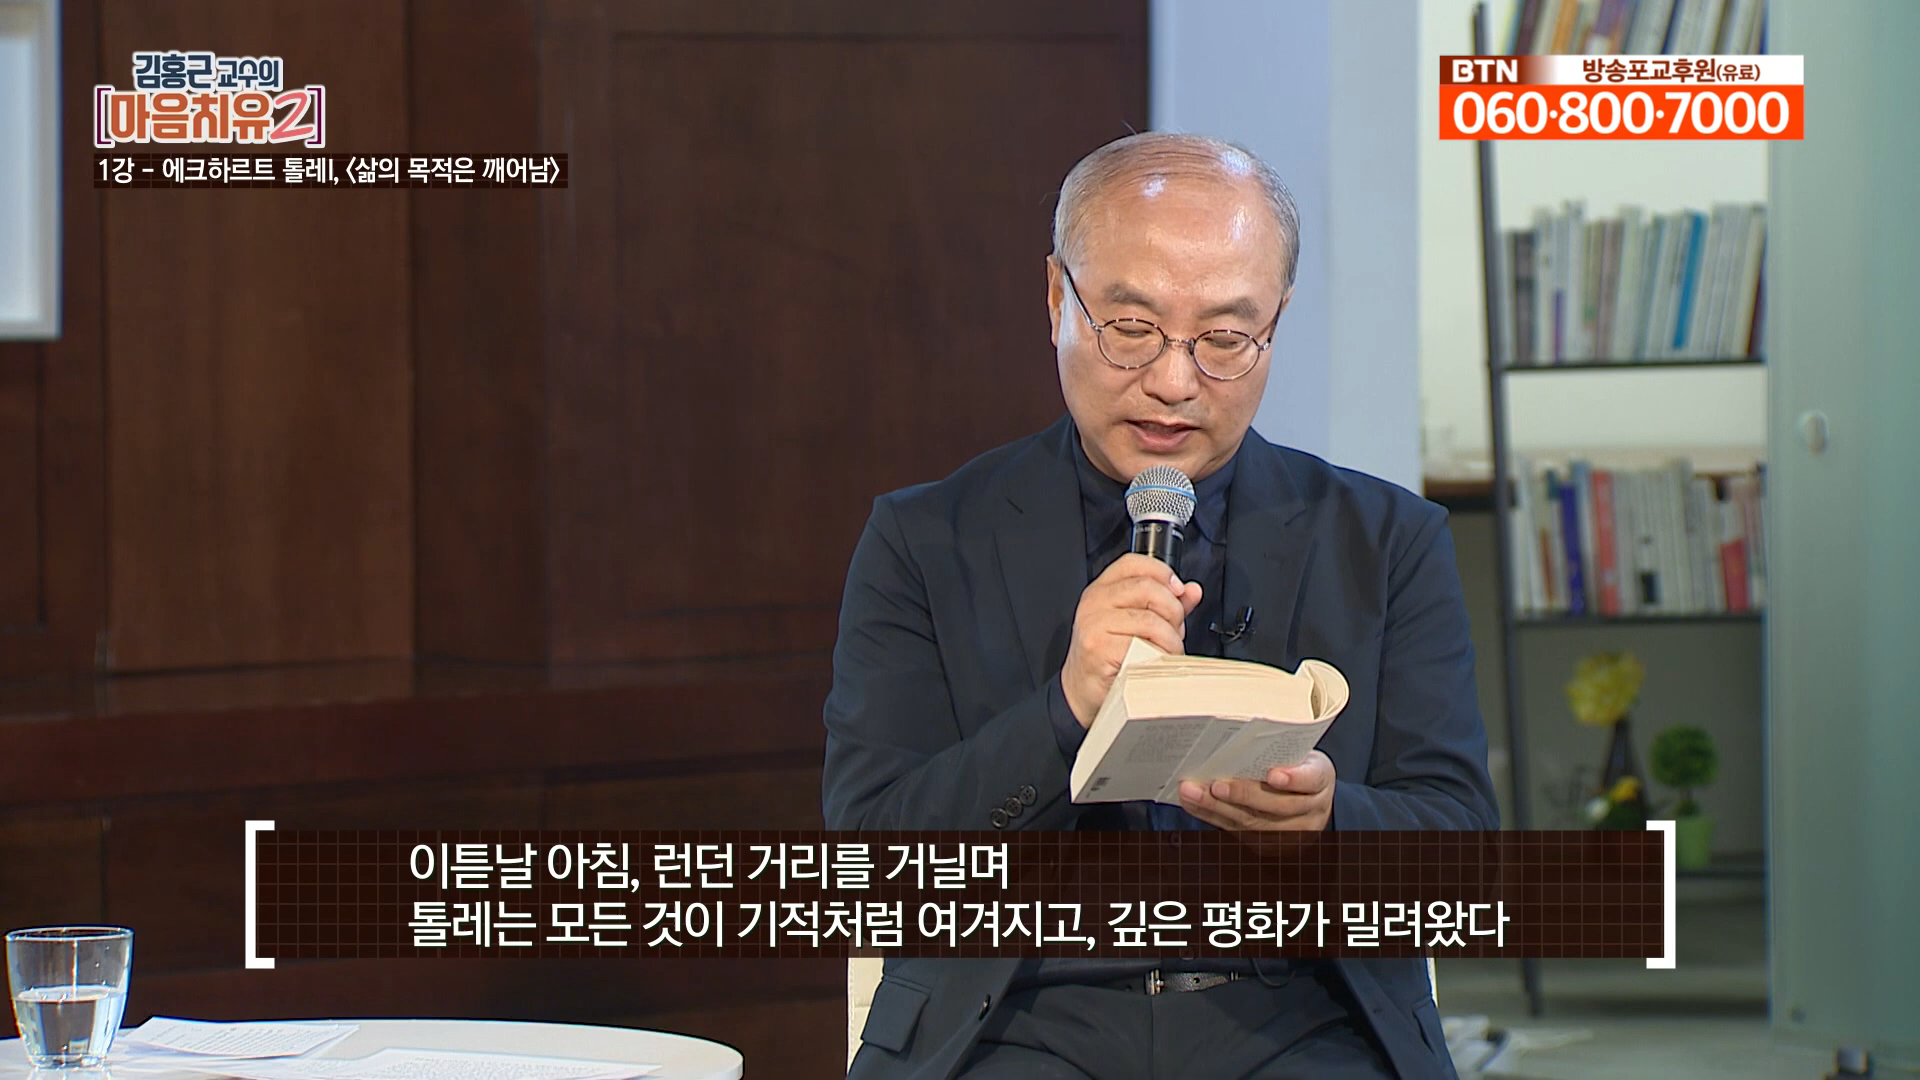 김홍근 교수의
[마음치유2]
1강 - 에크하르트 톨레Ⅰ, <삶의 목적은 깨어남>
BTN 방송포교후원(유료)
060·800·7000
이튿날 아침, 런던 거리를 거닐며
톨레는 모든 것이 기적처럼 여겨지고, 깊은 평화가 밀려왔다